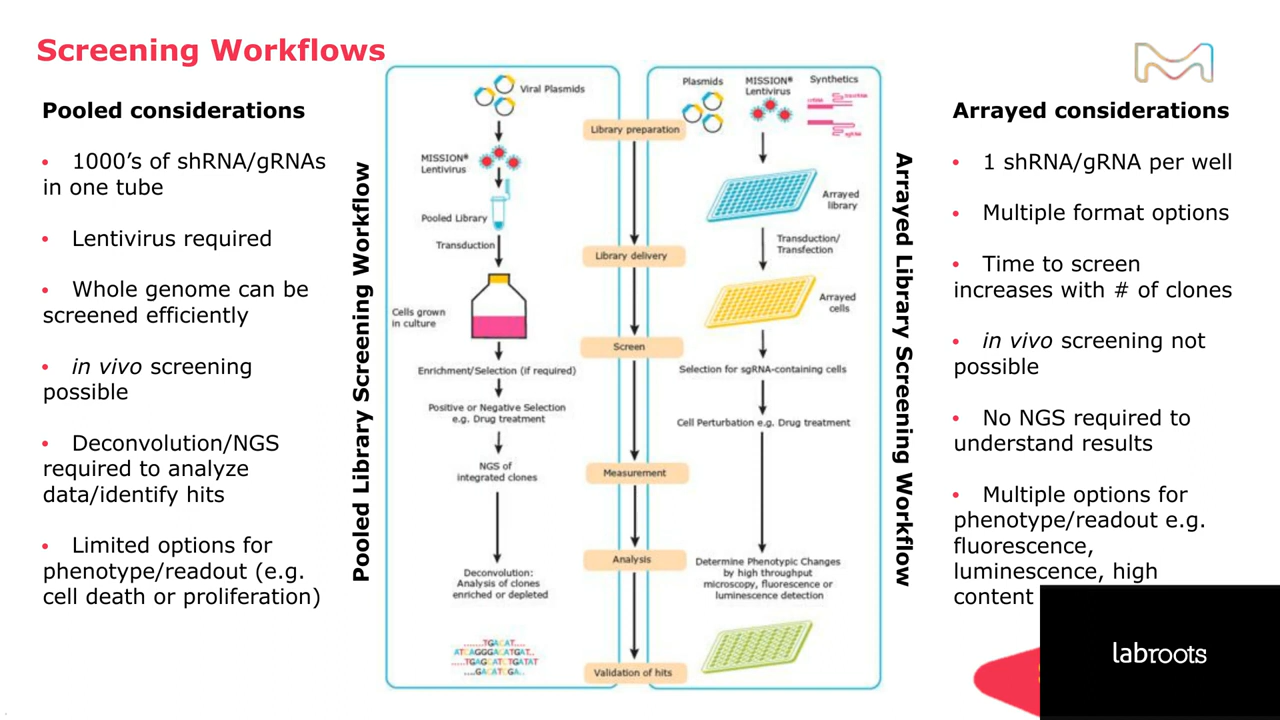 Screening Workflows
Pooled considerations
• 1000’s of shRNA/gRNAs
in one tube
• Lentivirus required
• Whole genome can be
screened efficiently
• in vivo screening
possible
• Deconvolution/NGS
required to analyze
data/identify hits
• Limited options for
phenotype/readout (e.g.
cell death or proliferation)
Pooled Library Screening Workflow
Viral Plasmids
MISSION®
Lentivirus
Pooled Library
Transduction
Cells grown
in culture
Enrichment/Selection (if required)
Positive or Negative Selection
e.g. Drug treatment
NGS of
integrated clones
Deconvolution:
Analysis of clones
enriched or depleted
.......TGACAT....
ATCAGGGACATGAT..
.....TGAGCATCTGATAT
....GACATCGA..
Library preparation
Library delivery
Screen
Measurement
Analysis
Validation of hits
Plasmids
MISSION®
Lentivirus
Synthetics
Arrayed
library
Transduction/
Transfection
Arrayed
cells
Selection for sgRNA-containing cells
Cell Perturbation e.g. Drug treatment
Determine Phenotypic Changes
by high throughput
microscopy, fluorescence or
luminescence detection
Arrayed Library Screening Workflow
Arrayed considerations
• 1 shRNA/gRNA per well
• Multiple format options
• Time to screen
increases with # of clones
• in vivo screening not
possible
• No NGS required to
understand results
• Multiple options for
phenotype/readout e.g.
fluorescence,
luminescence, high
content
labroots